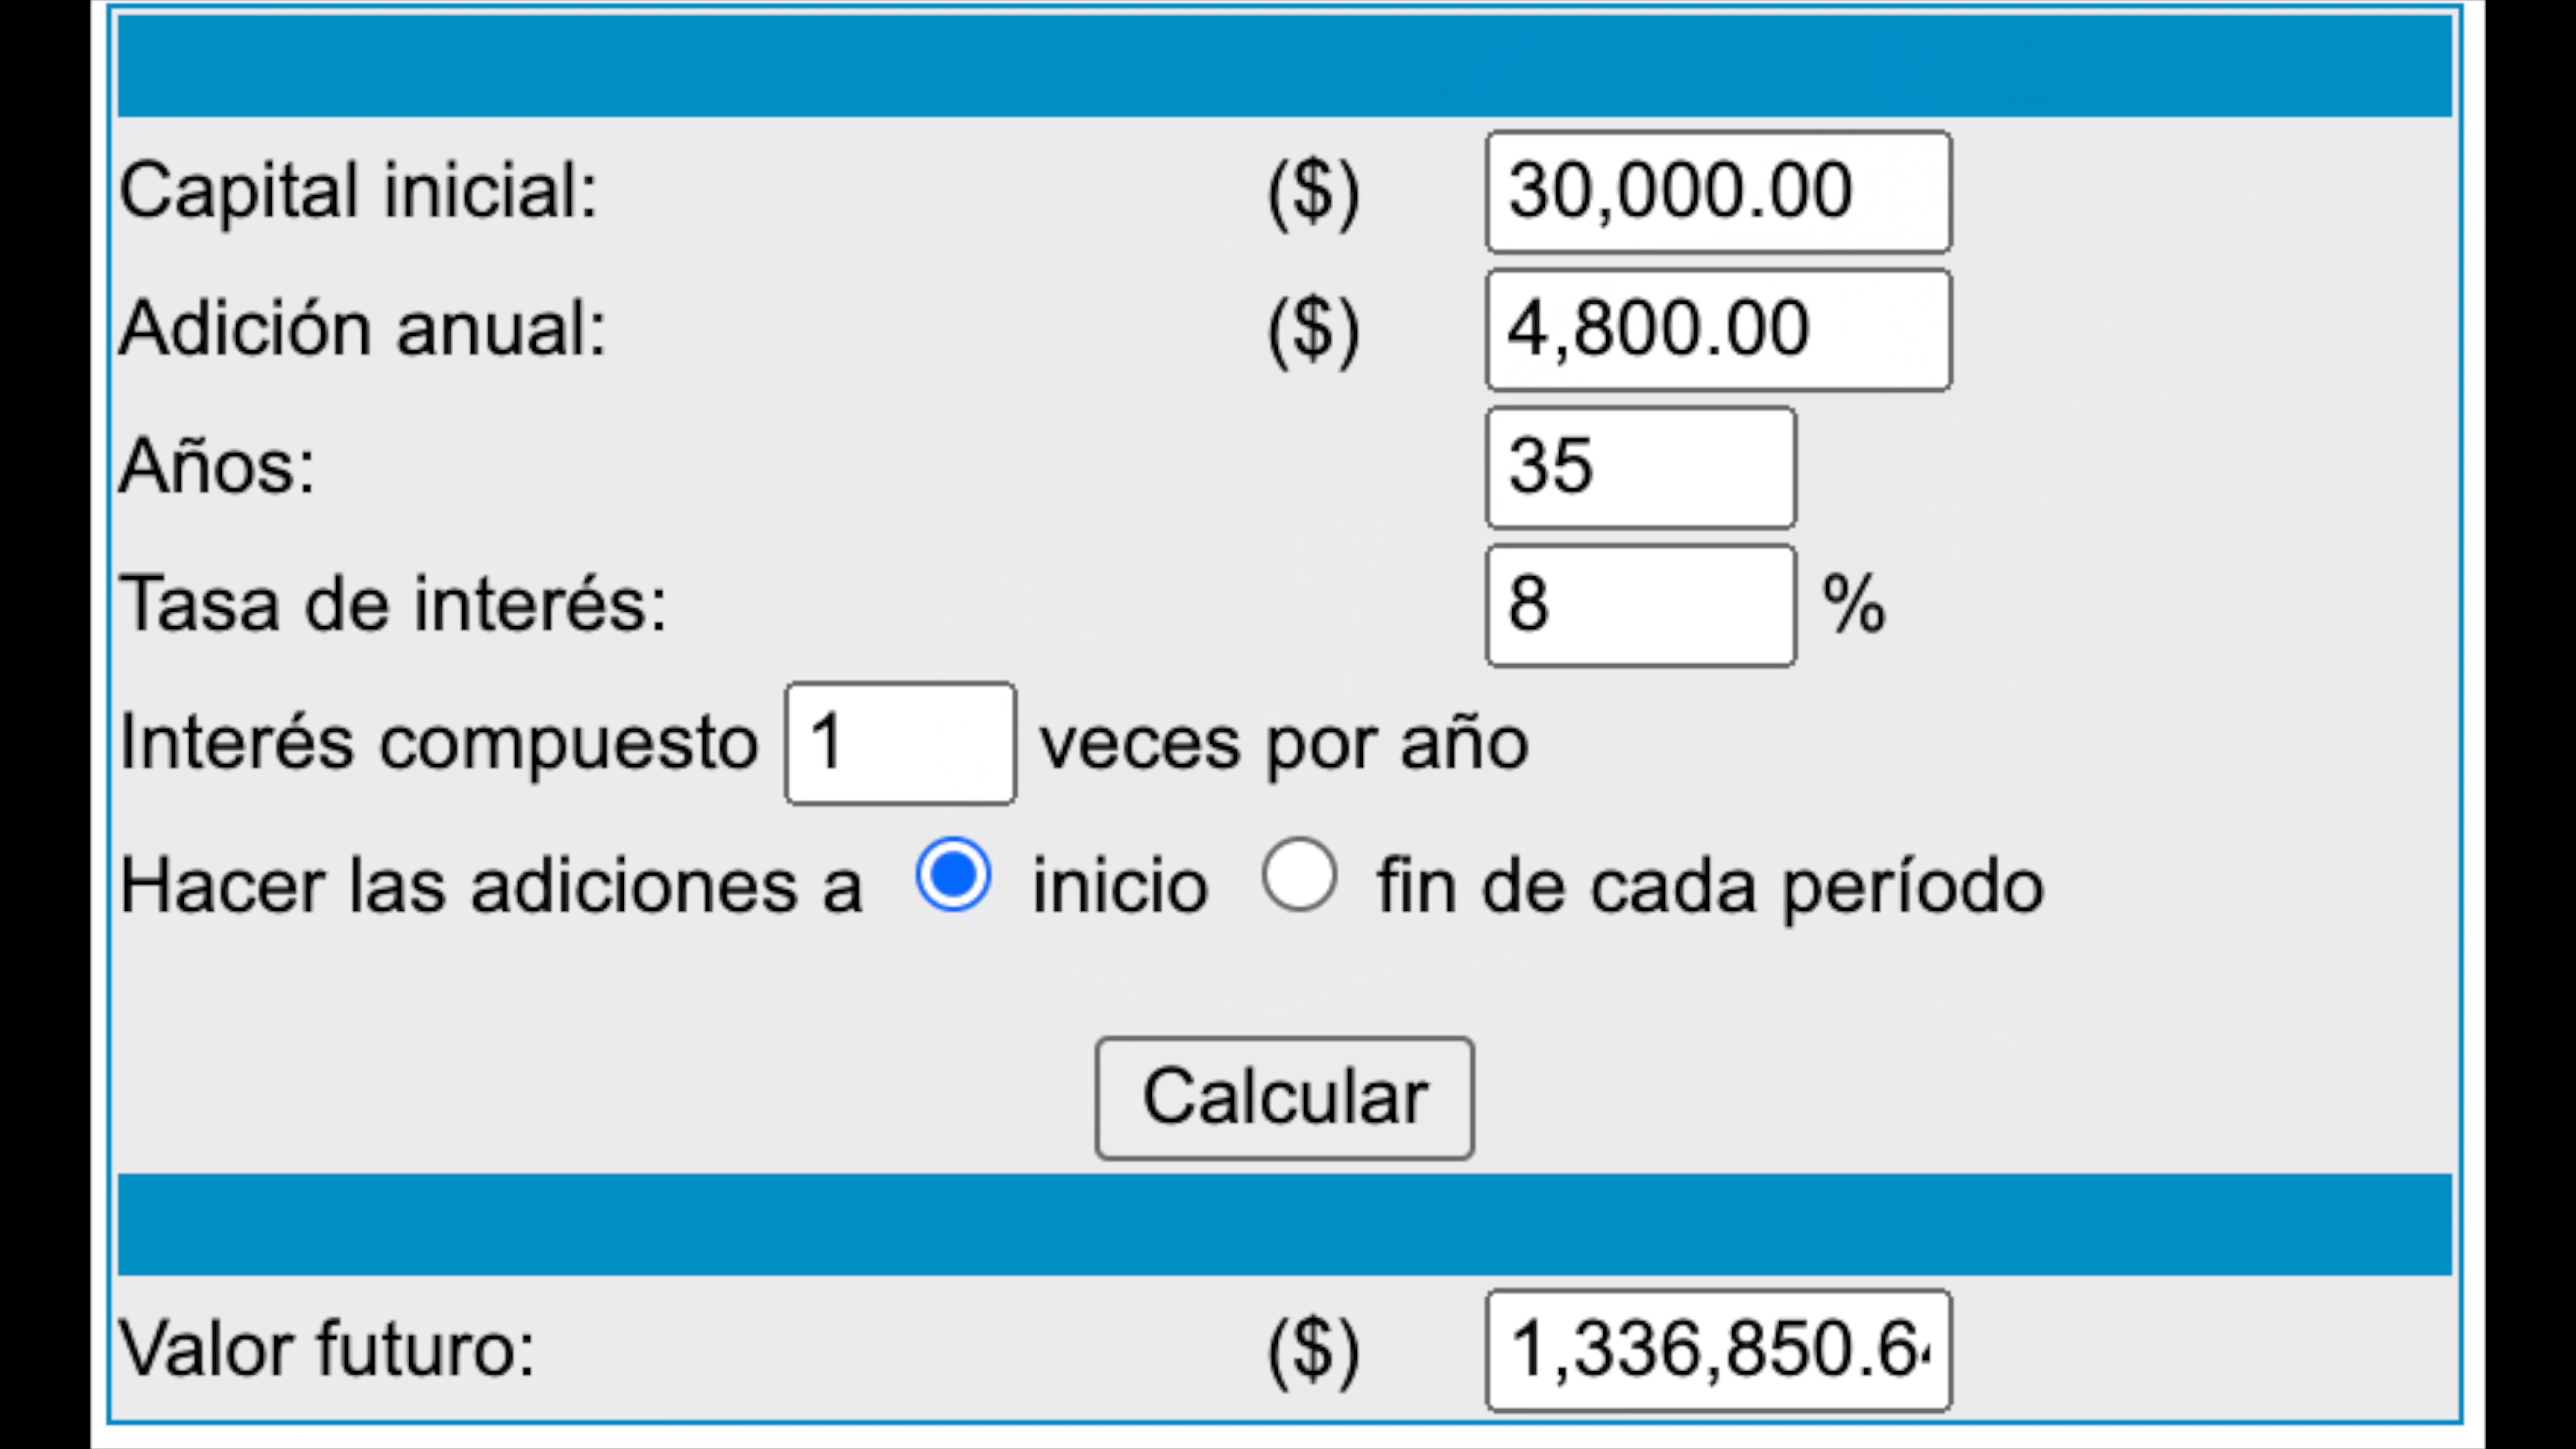 Capital inicial: ($) 30,000.00
Adición anual: ($) 4,800.00
Años: 35
Tasa de interés: 8 %
Interés compuesto 1 veces por año
Hacer las adiciones a inicio fin de cada período
Calcular
Valor futuro: ($) 1,336,850.6